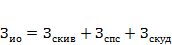 З_ио = З_скив + З_спс + З_скуд